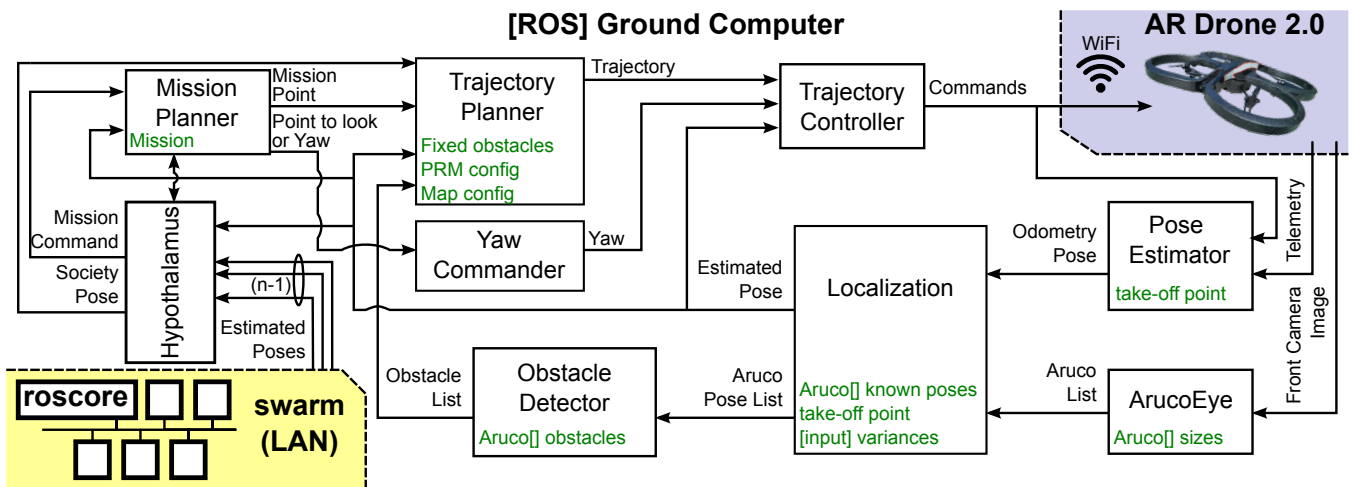 [ROS] Ground Computer
AR Drone 2.0
WiFi
Mission
Planner
Mission
Mission
Point
Point to look
or Yaw
Trajectory
Planner
Fixed obstacles
PRM config
Map config
Trajectory
Trajectory
Controller
Commands
Mission
Command
Society
Pose
Hypothalamus
(n-1)
Estimated
Poses
Yaw
Commander
Yaw
Estimated
Pose
Localization
Aruco[] known poses
take-off point
[input] variances
Odometry
Pose
Pose
Estimator
take-off point
Telemetry
Front Camera
Image
Obstacle
List
Obstacle
Detector
Aruco[] obstacles
Aruco
Pose List
Aruco
List
ArucoEye
Aruco[] sizes
roscore
swarm
(LAN)